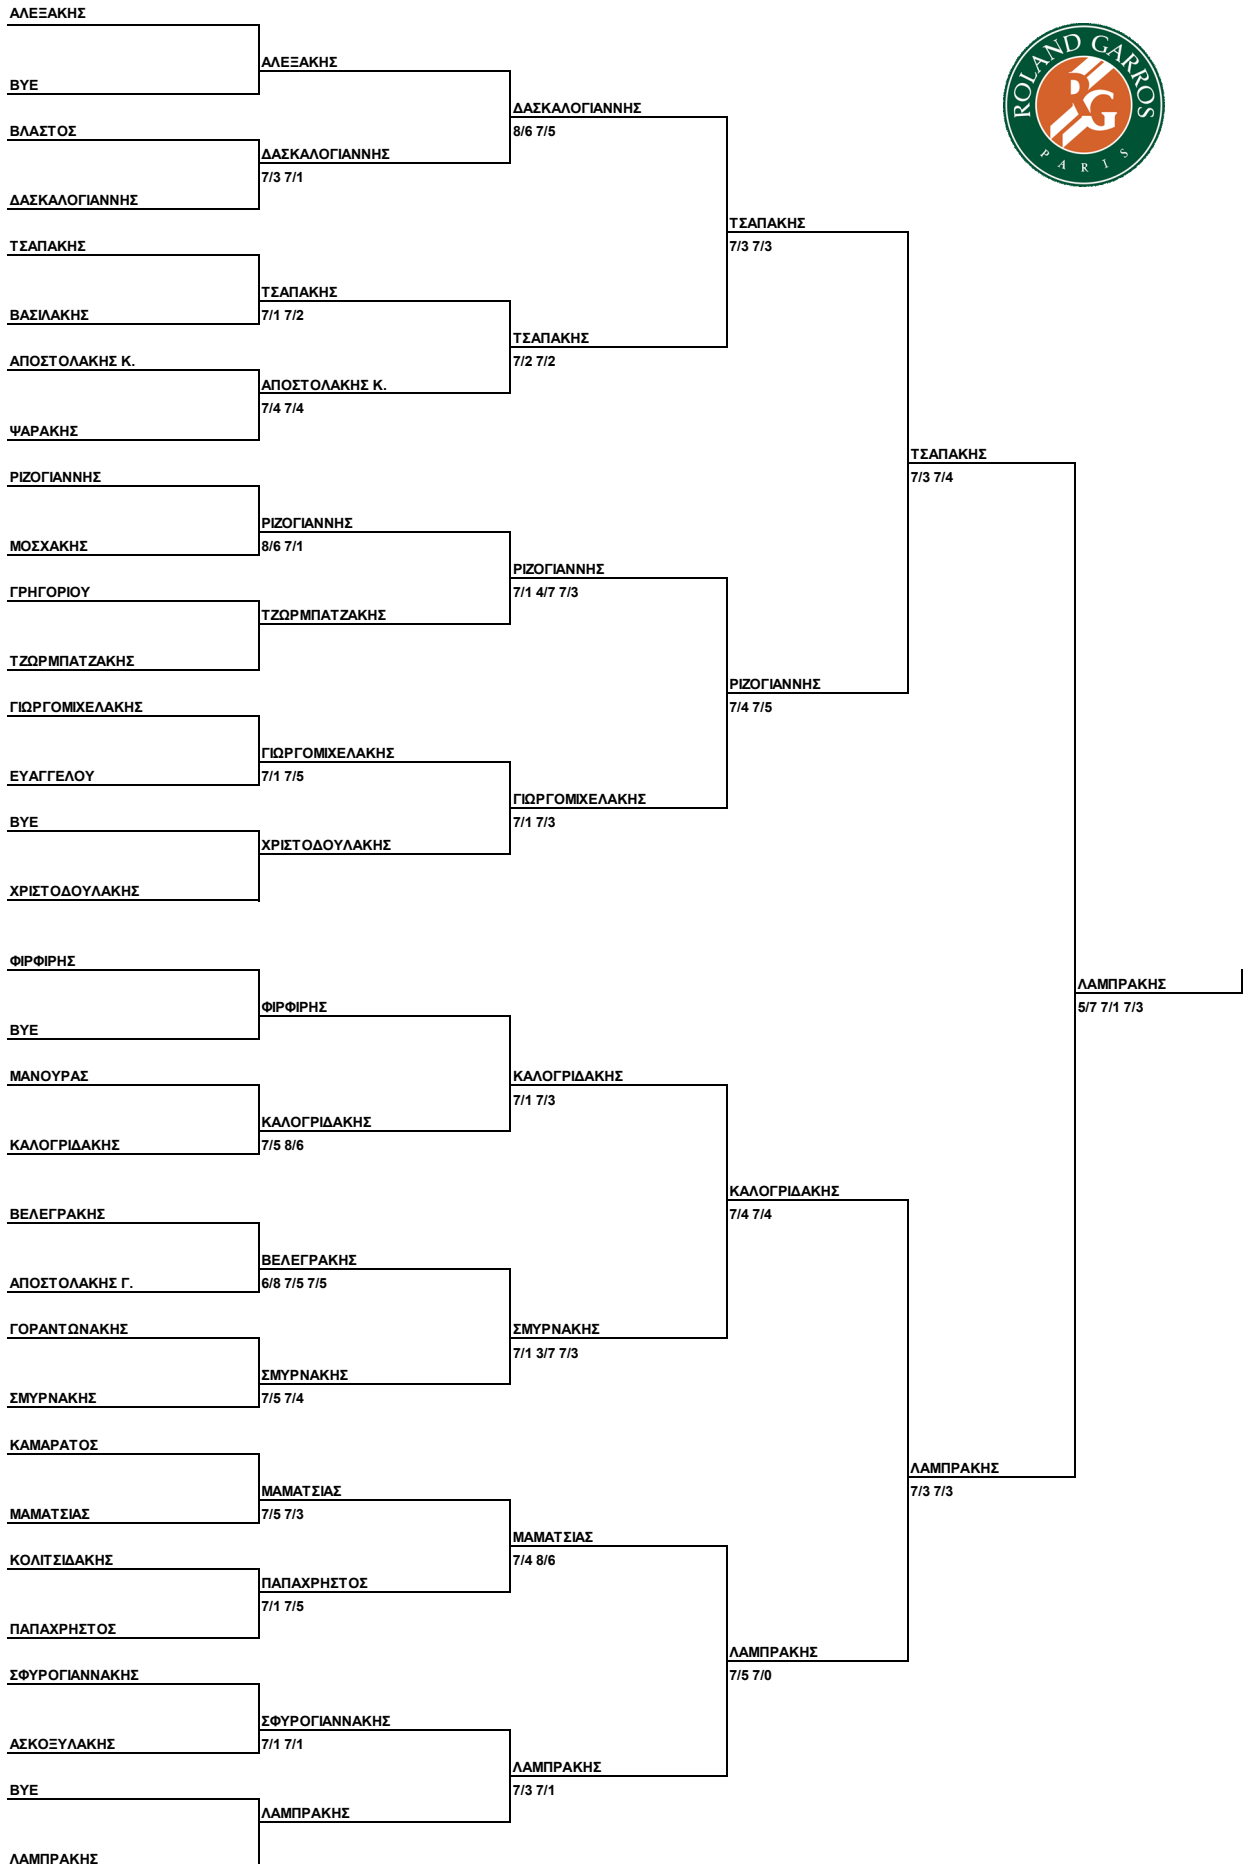 ΑΛΕΞΑΚΗΣ
ΑΛΕΞΑΚΗΣ
BYE
ΔΑΣΚΑΛΟΓΙΑΝΝΗΣ
8/6 7/5
ΒΛΑΣΤΟΣ
ΔΑΣΚΑΛΟΓΙΑΝΝΗΣ
7/3 7/1
ΔΑΣΚΑΛΟΓΙΑΝΝΗΣ
ROLAND GARROS
RG
PARIS
ΤΣΑΠΑΚΗΣ
7/3 7/3
ΤΣΑΠΑΚΗΣ
ΤΣΑΠΑΚΗΣ
7/1 7/2
ΒΑΣΙΛΑΚΗΣ
ΤΣΑΠΑΚΗΣ
7/2 7/2
ΑΠΟΣΤΟΛΑΚΗΣ Κ.
ΑΠΟΣΤΟΛΑΚΗΣ Κ.
7/4 7/4
ΨΑΡΑΚΗΣ
ΤΣΑΠΑΚΗΣ
7/3 7/4
ΡΙΖΟΓΙΑΝΝΗΣ
ΡΙΖΟΓΙΑΝΝΗΣ
8/6 7/1
ΜΟΣΧΑΚΗΣ
ΡΙΖΟΓΙΑΝΝΗΣ
7/1 4/7 7/3
ΓΡΗΓΟΡΙΟΥ
ΤΖΩΡΜΠΑΤΖΑΚΗΣ
ΤΖΩΡΜΠΑΤΖΑΚΗΣ
ΡΙΖΟΓΙΑΝΝΗΣ
7/4 7/5
ΓΙΩΡΓΟΜΙΧΕΛΑΚΗΣ
ΓΙΩΡΓΟΜΙΧΕΛΑΚΗΣ
7/1 7/5
ΕΥΑΓΓΕΛΟΥ
ΓΙΩΡΓΟΜΙΧΕΛΑΚΗΣ
7/1 7/3
BYE
ΧΡΙΣΤΟΔΟΥΛΑΚΗΣ
ΧΡΙΣΤΟΔΟΥΛΑΚΗΣ
ΦΙΡΦΙΡΗΣ
ΦΙΡΦΙΡΗΣ
BYE
ΛΑΜΠΡΑΚΗΣ
5/7 7/1 7/3
ΚΑΛΟΓΡΙΔΑΚΗΣ
7/1 7/3
ΜΑΝΟΥΡΑΣ
ΚΑΛΟΓΡΙΔΑΚΗΣ
7/5 8/6
ΚΑΛΟΓΡΙΔΑΚΗΣ
ΚΑΛΟΓΡΙΔΑΚΗΣ
7/4 7/4
ΒΕΛΕΓΡΑΚΗΣ
ΒΕΛΕΓΡΑΚΗΣ
6/8 7/5 7/5
ΑΠΟΣΤΟΛΑΚΗΣ Γ.
ΣΜΥΡΝΑΚΗΣ
7/1 3/7 7/3
ΓΟΡΑΝΤΩΝΑΚΗΣ
ΣΜΥΡΝΑΚΗΣ
7/5 7/4
ΣΜΥΡΝΑΚΗΣ
ΛΑΜΠΡΑΚΗΣ
7/3 7/3
ΚΑΜΑΡΑΤΟΣ
ΜΑΜΑΤΣΙΑΣ
7/5 7/3
ΜΑΜΑΤΣΙΑΣ
ΜΑΜΑΤΣΙΑΣ
7/4 8/6
ΚΟΛΙΤΣΙΔΑΚΗΣ
ΠΑΠΑΧΡΗΣΤΟΣ
7/1 7/5
ΠΑΠΑΧΡΗΣΤΟΣ
ΛΑΜΠΡΑΚΗΣ
7/5 7/0
ΣΦΥΡΟΓΙΑΝΝΑΚΗΣ
ΣΦΥΡΟΓΙΑΝΝΑΚΗΣ
7/1 7/1
ΑΣΚΟΞΥΛΑΚΗΣ
ΛΑΜΠΡΑΚΗΣ
7/3 7/1
BYE
ΛΑΜΠΡΑΚΗΣ
ΛΑΜΠΡΑΚΗΣ